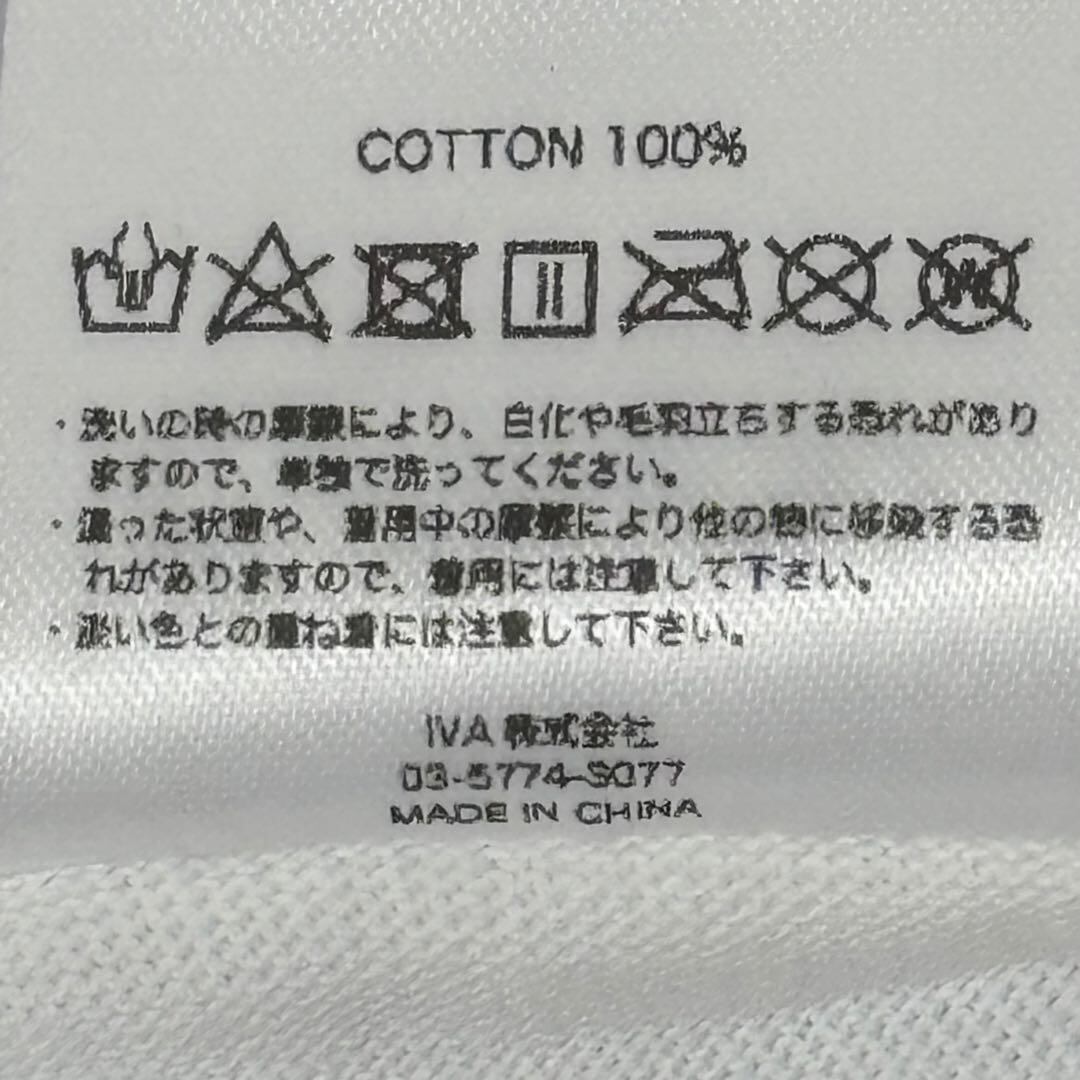 COTTON 100%
・洗いの時の摩擦により、白化や毛羽立ちする恐れがあり
ますので、単独で洗ってください。
・湿った状態や、着用中の摩擦により他の物に移染する恐
れがありますので、着用には注意して下さい。
・淡い色との重ね着には注意して下さい。
IVA 株式会社
03-5774-
MADE IN CHINA